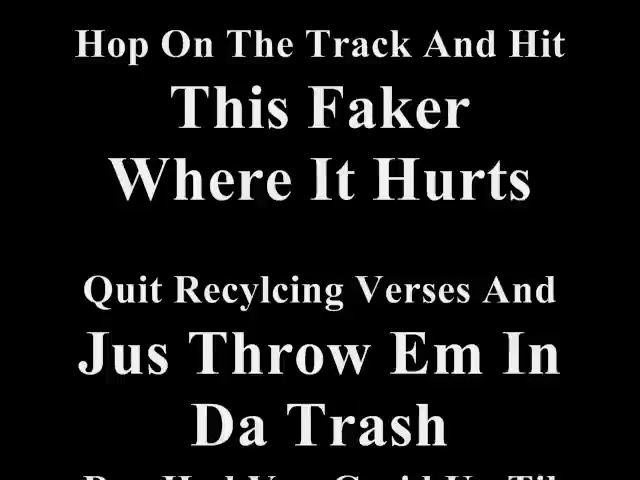 Hop On The Track And Hit
This Faker
Where It Hurts
Quit Recylcing Verses And
Jus Throw Em In
Da Trash